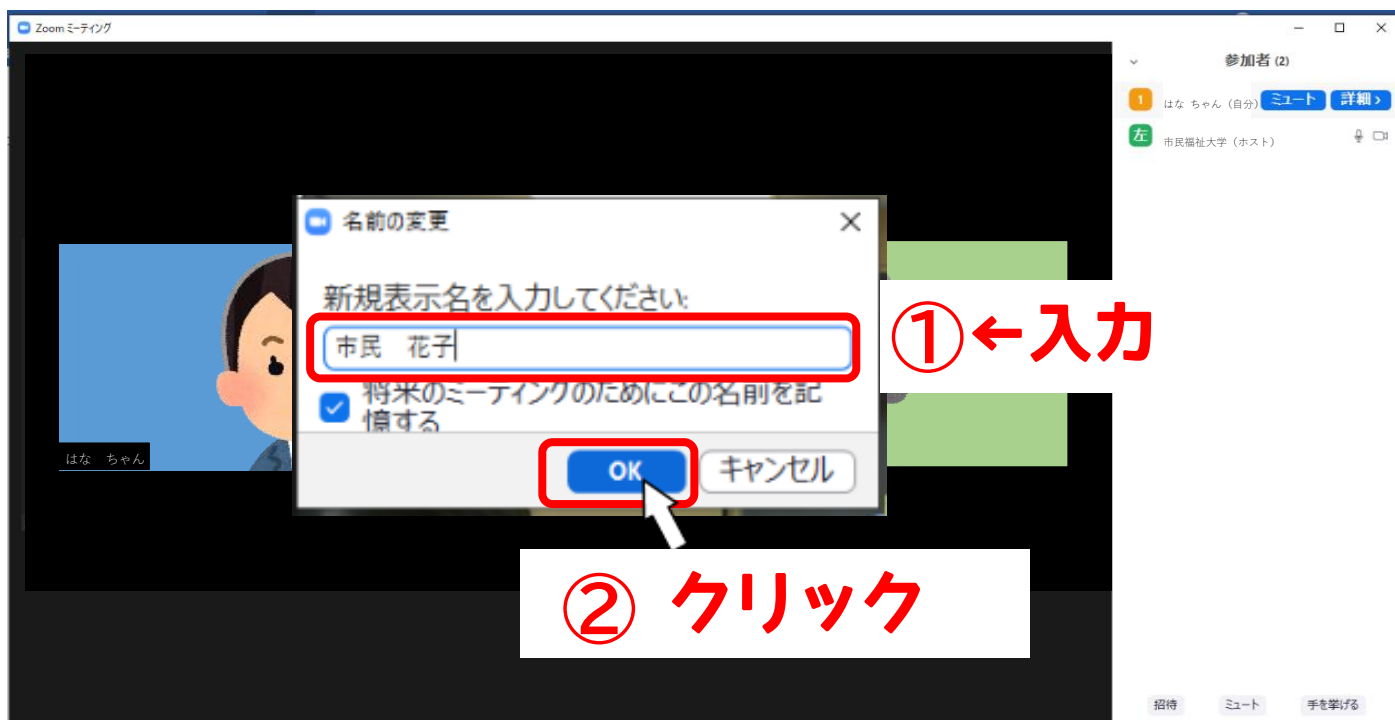 Zoom ミーティング
参加者 (2)
1 はな ちゃん（自分） ミュート 詳細 ›
左 市民福祉大学（ホスト）
名前の変更
新規表示名を入力してください:
市民　花子
将来のミーティングのためにこの名前を記
憶する
OK キャンセル
①←入力
② クリック
はな ちゃん
招待 ミュート 手を挙げる